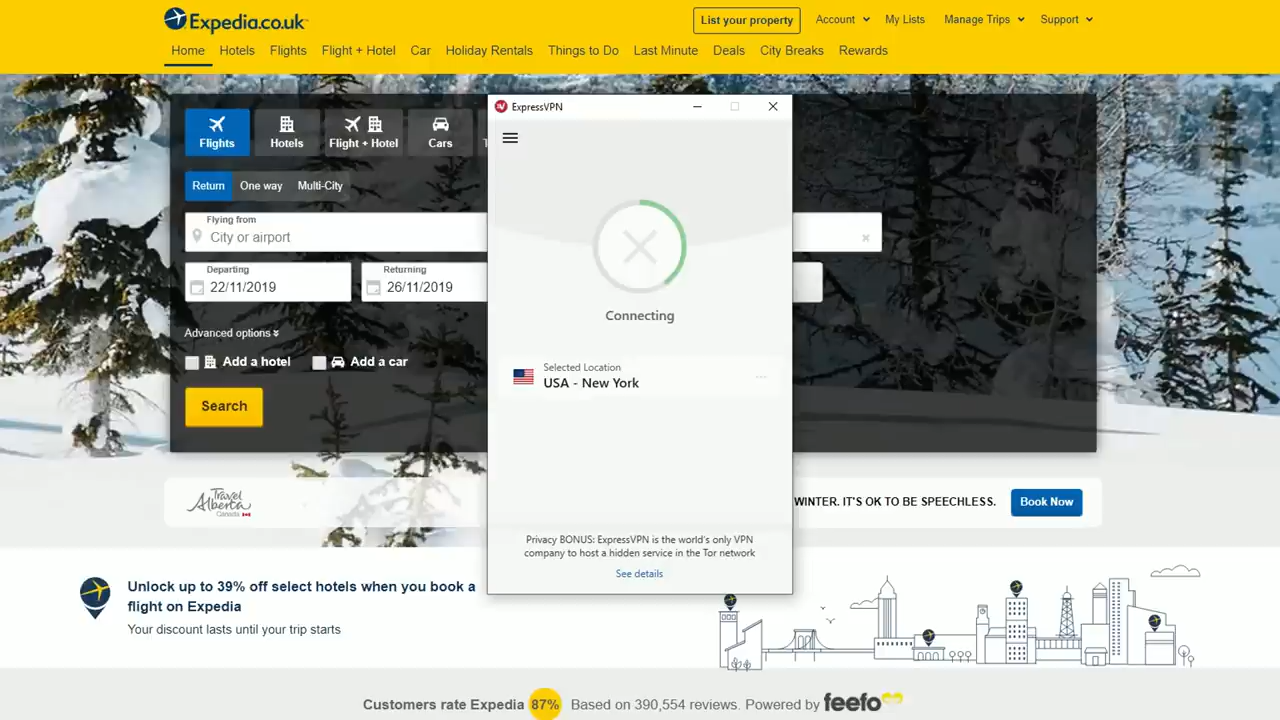 Expedia.co.uk
List your property
Account
My Lists
Manage Trips
Support
Home
Hotels
Flights
Flight + Hotel
Car
Holiday Rentals
Things to Do
Last Minute
Deals
City Breaks
Rewards
Flights
Hotels
Flight + Hotel
Cars
Return
One way
Multi-City
Flying from
City or airport
Departing
22/11/2019
Returning
26/11/2019
Advanced options
Add a hotel
Add a car
Search
ExpressVPN
Connecting
Selected Location
USA - New York
Privacy BONUS: ExpressVPN is the world's only VPN
company to host a hidden service in the Tor network
See details
Travel
Alberta
Canada
WINTER. IT'S OK TO BE SPEECHLESS.
Book Now
Unlock up to 39% off select hotels when you book a
flight on Expedia
Your discount lasts until your trip starts
Customers rate Expedia 87% Based on 390,554 reviews. Powered by feefo